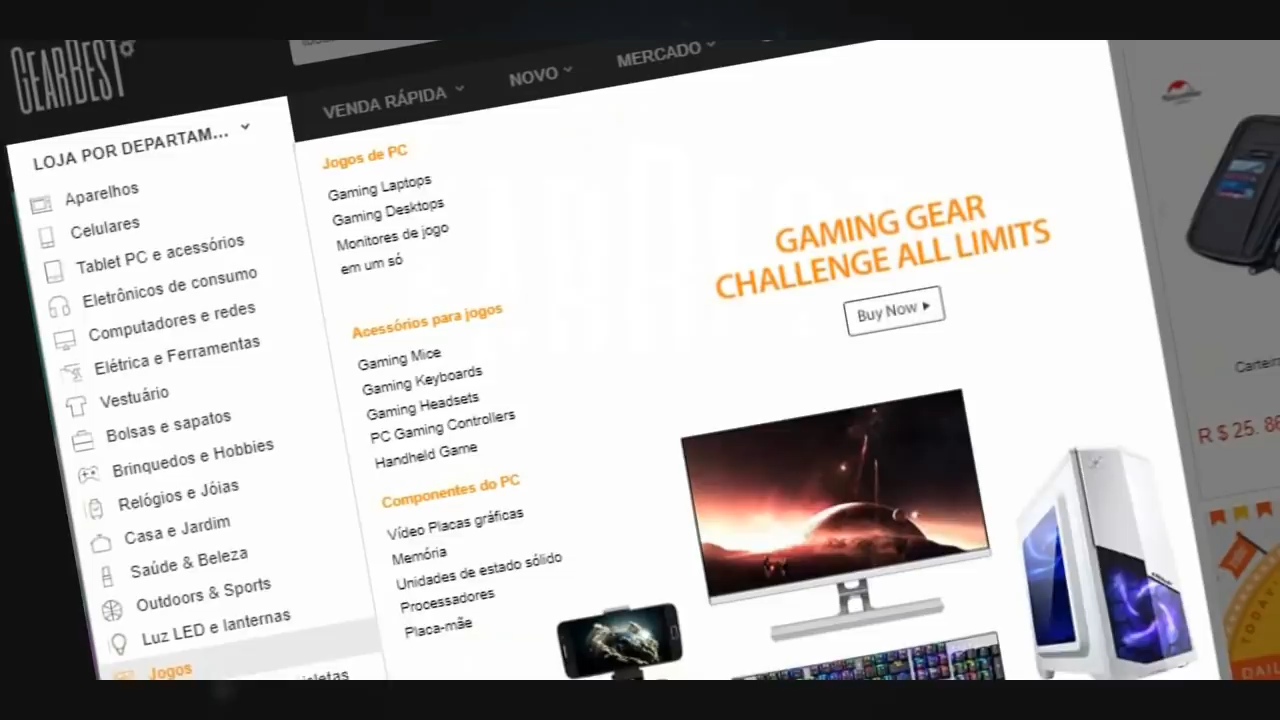 GEARBEST
VENDA RÁPIDA
NOVO
MERCADO
LOJA POR DEPARTAM...
Aparelhos
Celulares
Tablet PC e acessórios
Eletrônicos de consumo
Computadores e redes
Elétrica e Ferramentas
Vestuário
Bolsas e sapatos
Brinquedos e Hobbies
Relógios e Jóias
Casa e Jardim
Saúde & Beleza
Outdoors & Sports
Luz LED e lanternas
Jogos
Jogos de PC
Gaming Laptops
Gaming Desktops
Monitores de jogo
em um só
Acessórios para jogos
Gaming Mice
Gaming Keyboards
Gaming Headsets
PC Gaming Controllers
Handheld Game
Componentes do PC
Vídeo Placas gráficas
Memória
Unidades de estado sólido
Processadores
Placa-mãe
GAMING GEAR
CHALLENGE ALL LIMITS
Buy Now
R $ 25. 86